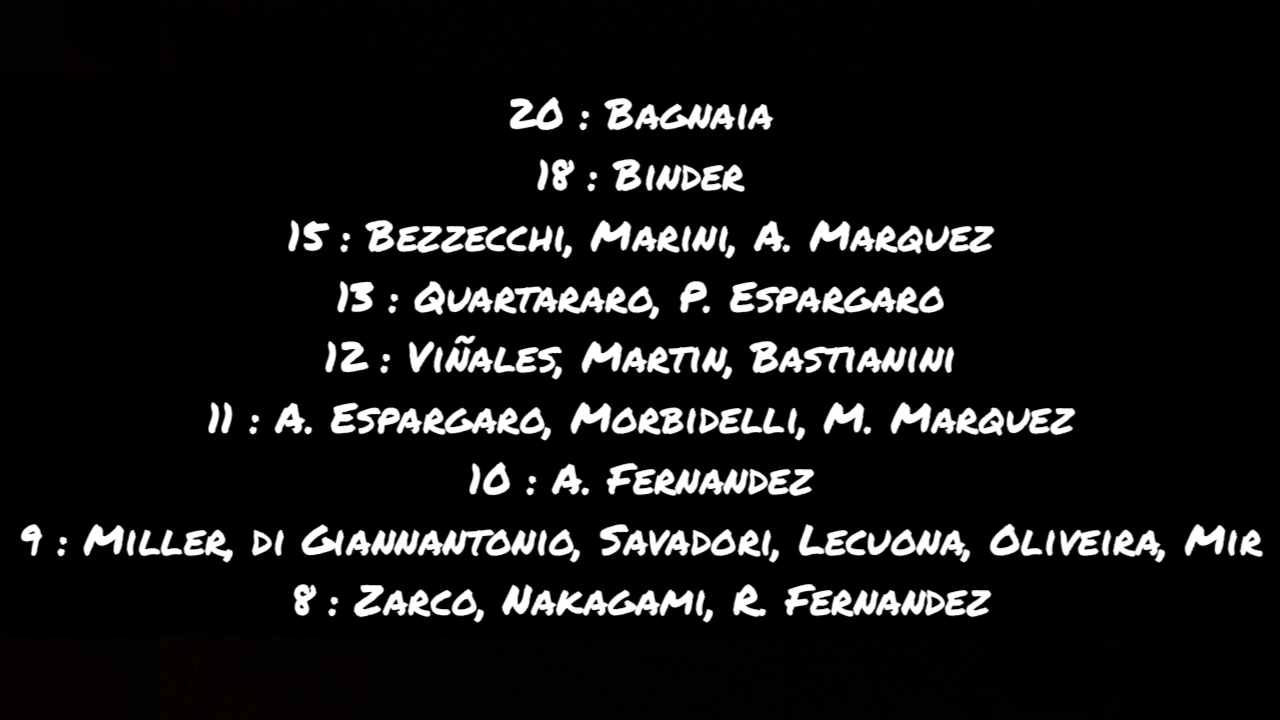 20 : Bagnaia
18 : Binder
15 : Bezzecchi, Marini, A. Marquez
13 : Quartararo, P. Espargaro
12 : Viñales, Martin, Bastianini
11 : A. Espargaro, Morbidelli, M. Marquez
10 : A. Fernandez
9 : Miller, di Giannantonio, Savadori, Lecuona, Oliveira, Mir
8 : Zarco, Nakagami, R. Fernandez